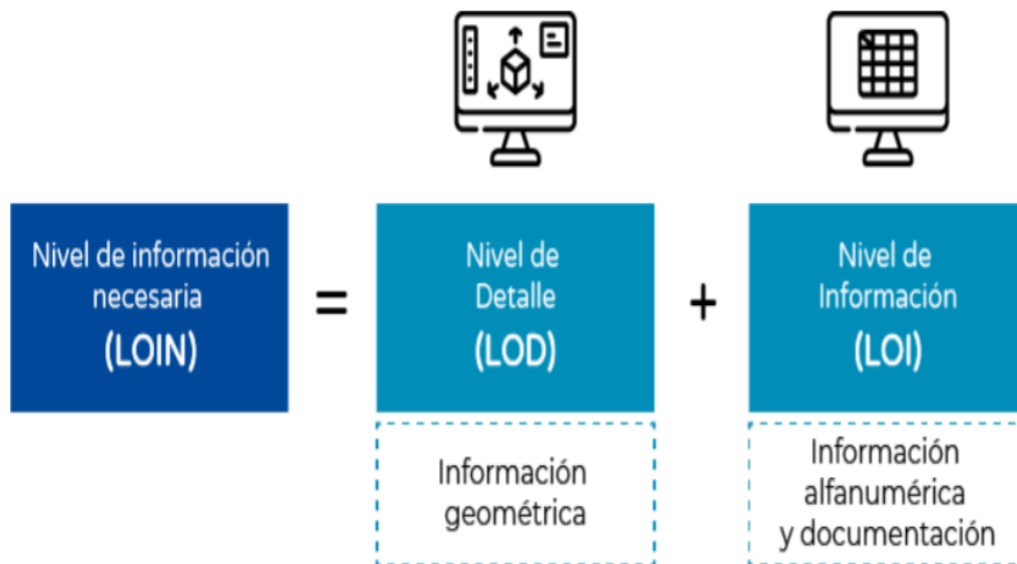 Nivel de información
necesaria
(LOIN)
=
Nivel de
Detalle
(LOD)
+
Nivel de
Información
(LOI)
Información
geométrica
Información
alfanumérica
y documentación